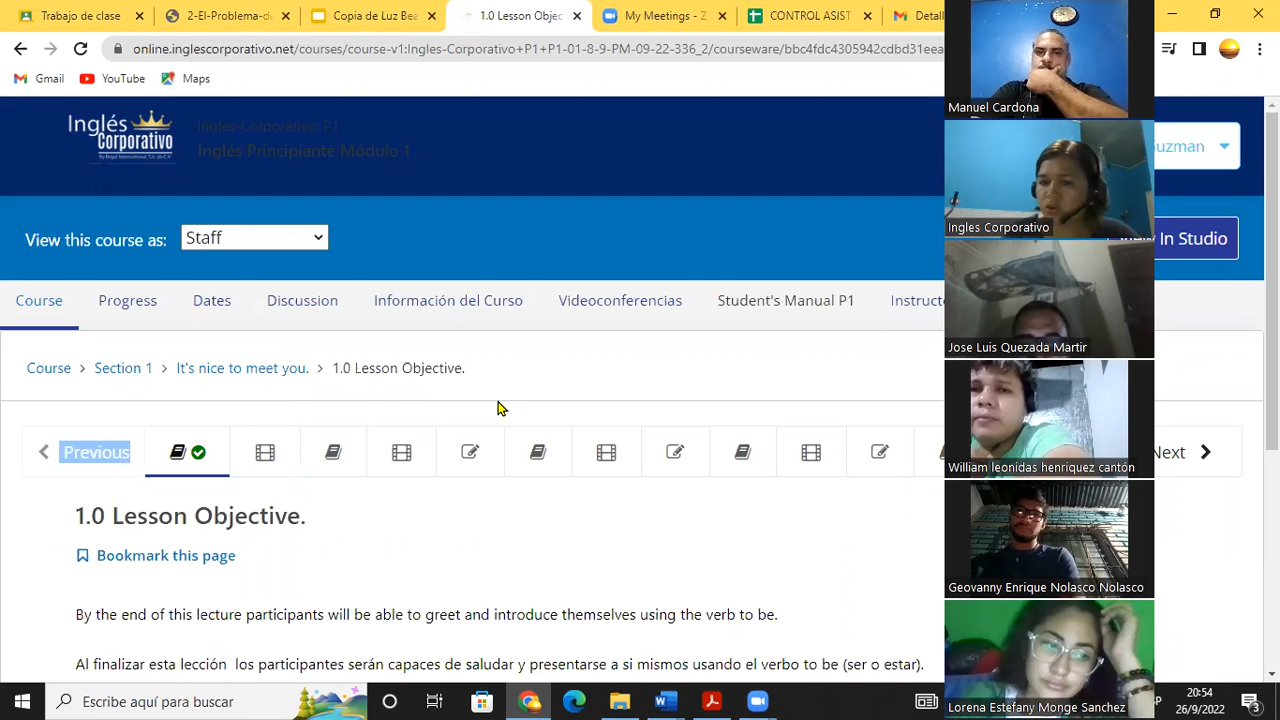 Trabajo de clase
2-El-Problema-d
Copia de Luz Bea
1.0 Lesson Objec
My Meetings - Z
CONTROL ASIST
Detall
online.inglescorporativo.net/courses/course-v1:Ingles-Corporativo+P1+P1-01-8-9-PM-09-22-336_2/courseware/bbc4fdc4305942cdbd31eea
Gmail
YouTube
Maps
Inglés
Corporativo
Ingles-Corporativo: P1
Inglés Principiante Módulo 1
uzman
View this course as:
Staff
In Studio
Course
Progress
Dates
Discussion
Información del Curso
Videoconferencias
Student's Manual P1
Instruct
Course
Section 1
It's nice to meet you.
1.0 Lesson Objective.
Previous
Next
1.0 Lesson Objective.
Bookmark this page
By the end of this lecture participants will be able to greet and introduce themselves using the verb to be.
Al finalizar esta lección los participantes serán capaces de saludar y presentarse a si mismos usando el verbo to be (ser o estar).
Manuel Cardona
Ingles Corporativo
Jose Luis Quezada Martir
William leonidas henriquez cantón
Geovanny Enrique Nolasco Nolasco
Lorena Estefany Monge Sanchez
Escribe aquí para buscar
P
20:54
26/9/2022
3